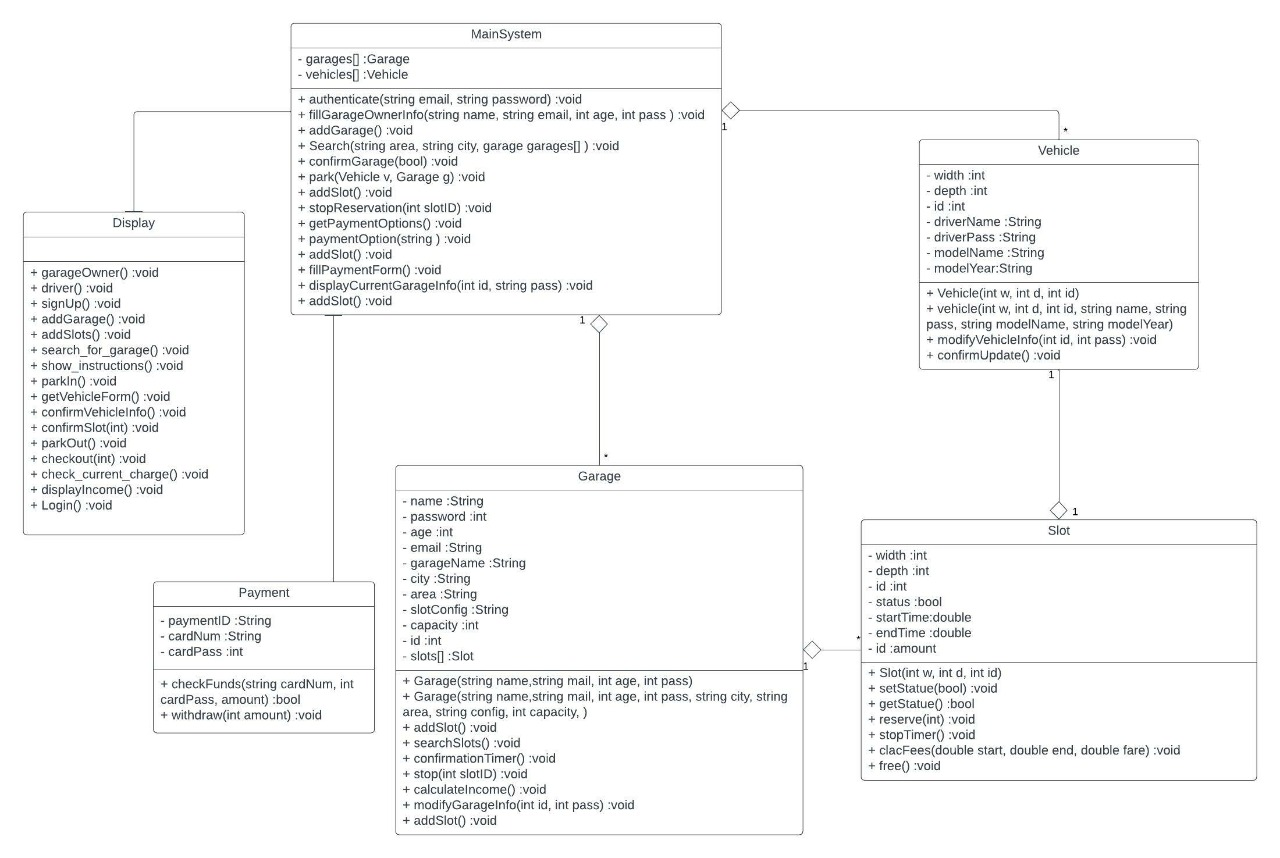 MainSystem
- garages[] :Garage
- vehicles[] :Vehicle
+ authenticate(string email, string password) :void
+ fillGarageOwnerInfo(string name, string email, int age, int pass ) :void
+ addGarage() :void
+ Search(string area, string city, garage garages[] ) :void
+ confirmGarage(bool) :void
+ park(Vehicle v, Garage g) :void
+ addSlot() :void
+ stopReservation(int slotID) :void
+ getPaymentOptions() :void
+ paymentOption(string ) :void
+ addSlot() :void
+ fillPaymentForm() :void
+ displayCurrentGarageInfo(int id, string pass) :void
+ addSlot() :void
1
*
1
*
Vehicle
- width :int
- depth :int
- id :int
- driverName :String
- driverPass :String
- modelName :String
- modelYear:String
+ Vehicle(int w, int d, int id)
+ vehicle(int w, int d, int id, string name, string
pass, string modelName, string modelYear)
+ modifyVehicleInfo(int id, int pass) :void
+ confirmUpdate() :void
1
1
Display
+ garageOwner() :void
+ driver() :void
+ signUp() :void
+ addGarage() :void
+ addSlots() :void
+ search_for_garage() :void
+ show_instructions() :void
+ parkIn() :void
+ getVehicleForm() :void
+ confirmVehicleInfo() :void
+ confirmSlot(int) :void
+ parkOut() :void
+ checkout(int) :void
+ check_current_charge() :void
+ displayIncome() :void
+ Login() :void
Garage
- name :String
- password :int
- age :int
- email :String
- garageName :String
- city :String
- area :String
- slotConfig :String
- capacity :int
- id :int
- slots[] :Slot
+ Garage(string name,string mail, int age, int pass)
+ Garage(string name,string mail, int age, int pass, string city, string
area, string config, int capacity, )
+ addSlot() :void
+ searchSlots() :void
+ confirmationTimer() :void
+ stop(int slotID) :void
+ calculateIncome() :void
+ modifyGarageInfo(int id, int pass) :void
+ addSlot() :void
1
*
Slot
- width :int
- depth :int
- id :int
- status :bool
- startTime:double
- endTime :double
- id :amount
+ Slot(int w, int d, int id)
+ setStatue(bool) :void
+ getStatue() :bool
+ reserve(int) :void
+ stopTimer() :void
+ clacFees(double start, double end, double fare) :void
+ free() :void
Payment
- paymentID :String
- cardNum :String
- cardPass :int
+ checkFunds(string cardNum, int
cardPass, amount) :bool
+ withdraw(int amount) :void